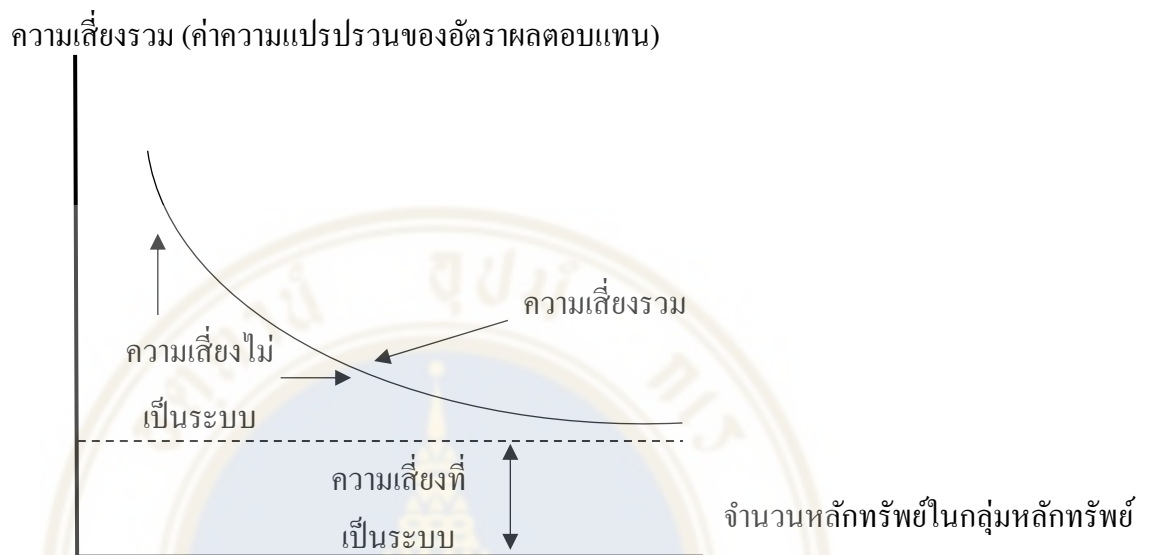 ความเสี่ยงรวม (ค่าความแปรปรวนของอัตราผลตอบแทน)
ความเสี่ยงรวม
ความเสี่ยงไม่
เป็นระบบ
ความเสี่ยงที่
เป็นระบบ
จำนวนหลักทรัพย์ในกลุ่มหลักทรัพย์